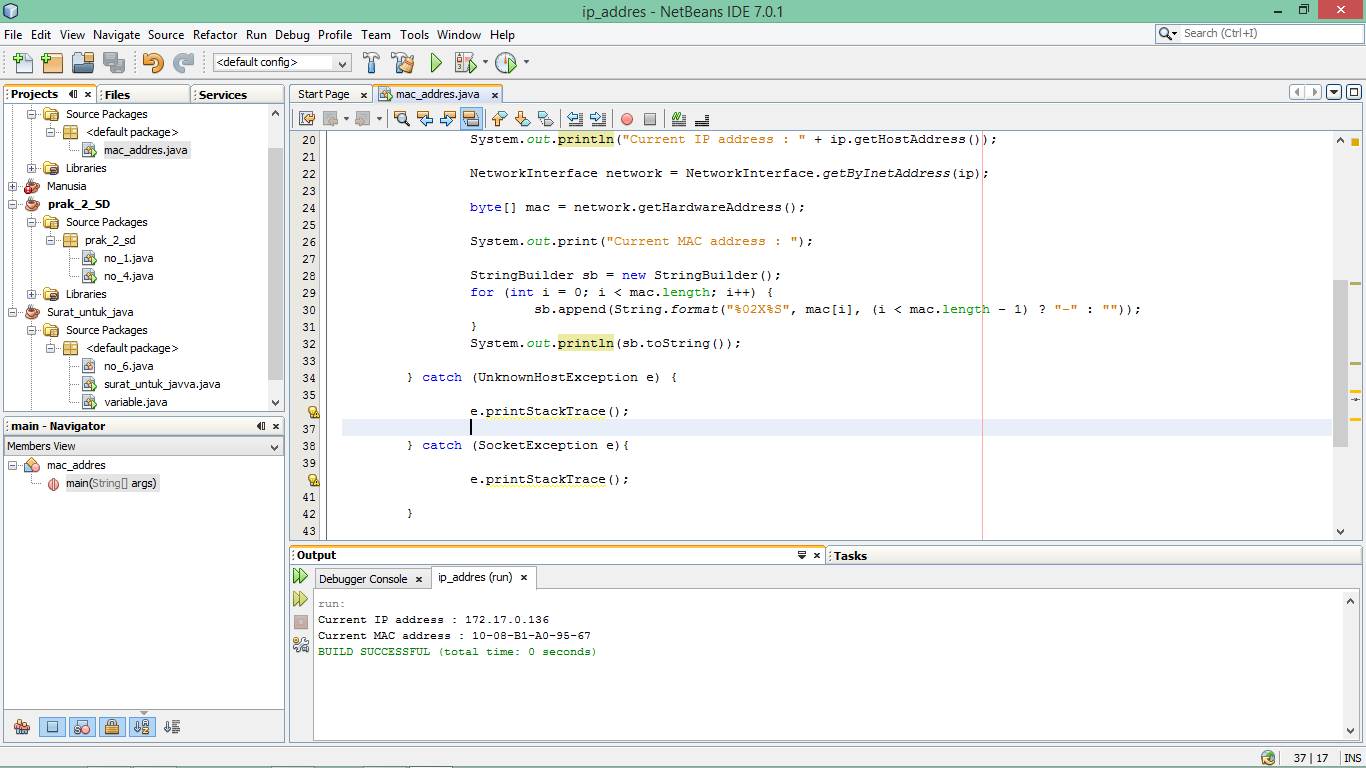 ip_addres - NetBeans IDE 7.0.1
File Edit View Navigate Source Refactor Run Debug Profile Team Tools Window Help
Search (Ctrl+I)
<default config>
Projects Files Services
Source Packages
<default package>
mac_addres.java
Libraries
Manusia
prak_2_SD
Source Packages
prak_2_sd
no_1.java
no_4.java
Libraries
Surat_untuk_java
Source Packages
<default package>
no_6.java
surat_untuk_javva.java
variable.java
main - Navigator
Members View
mac_addres
main(String[] args)
Start Page mac_addres.java
20 System.out.println("Current IP address : " + ip.getHostAddress());
21
22 NetworkInterface network = NetworkInterface.getByInetAddress(ip);
23
24 byte[] mac = network.getHardwareAddress();
25
26 System.out.print("Current MAC address : ");
27
28 StringBuilder sb = new StringBuilder();
29 for (int i = 0; i < mac.length; i++) {
30 sb.append(String.format("%02X%S", mac[i], (i < mac.length - 1) ? "-" : ""));
31 }
32 System.out.println(sb.toString());
33
34 } catch (UnknownHostException e) {
35
e.printStackTrace();
37
38 } catch (SocketException e){
39
e.printStackTrace();
41
42 }
43
Output Tasks
Debugger Console ip_addres (run)
run:
Current IP address : 172.17.0.136
Current MAC address : 10-08-B1-A0-95-67
BUILD SUCCESSFUL (total time: 0 seconds)
37 | 17 INS